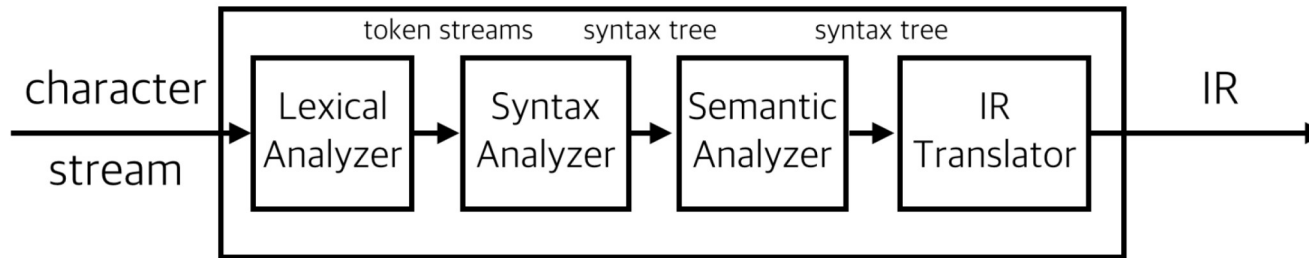 token streams
syntax tree
syntax tree
character
stream
Lexical
Analyzer
Syntax
Analyzer
Semantic
Analyzer
IR
Translator
IR